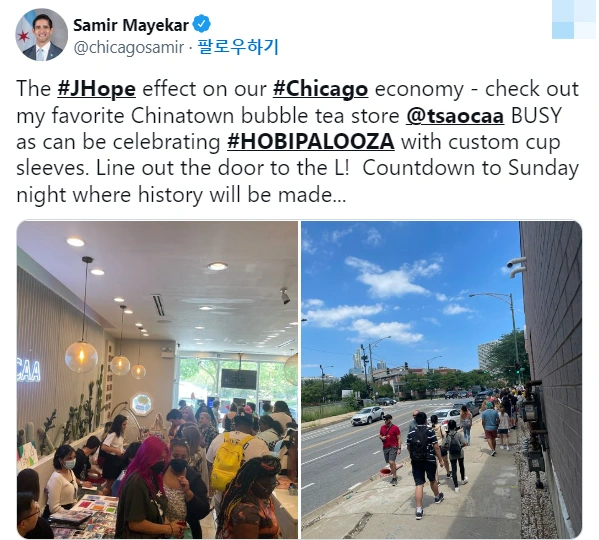 Samir Mayekar
@chicagosamir · 팔로우하기
The #JHope effect on our #Chicago economy - check out
my favorite Chinatown bubble tea store @tsaocaa BUSY
as can be celebrating #HOBIPALOOZA with custom cup
sleeves. Line out the door to the L!  Countdown to Sunday
night where history will be made...
CAA